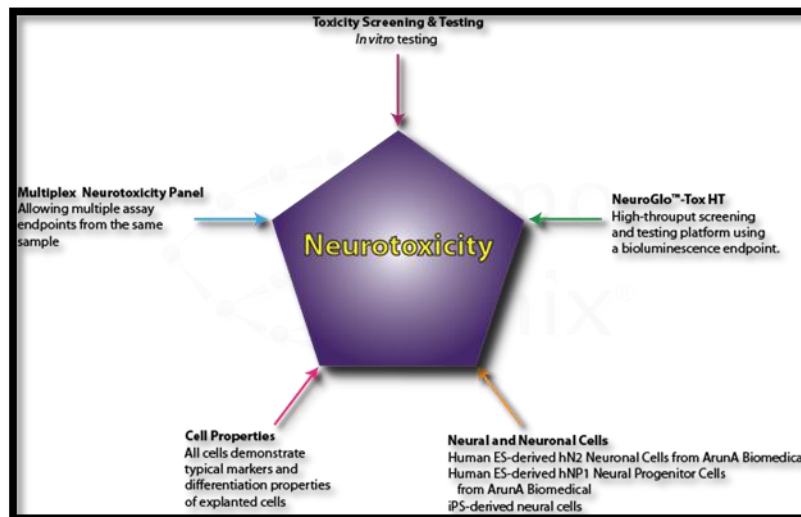 Toxicity Screening & Testing
In vitro testing
Multiplex Neurotoxicity Panel
Allowing multiple assay
endpoints from the same
sample
NeuroGlo™-Tox HT
High-throuput screening
and testing platform using
a bioluminescence endpoint.
Neurotoxicity
Cell Properties
All cells demonstrate
typical markers and
differentiation properties
of explanted cells
Neural and Neuronal Cells
Human ES-derived hN2 Neuronal Cells from ArunA Biomedical
Human ES-derived hNP1 Neural Progenitor Cells
from ArunA Biomedical
iPS-derived neural cells